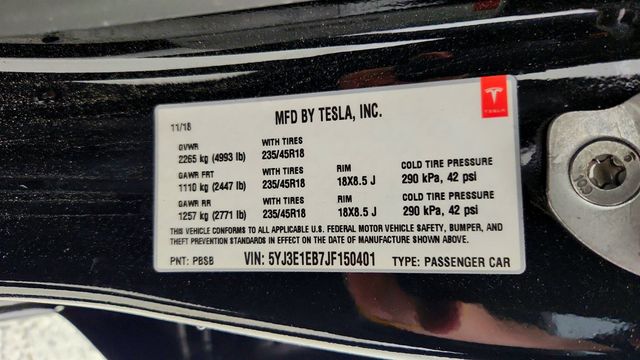 MFD BY TESLA, INC.
TESLA
11/18
GVWR WITH TIRES
2265 kg (4993 lb) 235/45R18
GAWR FRT WITH TIRES RIM COLD TIRE PRESSURE
1110 kg (2447 lb) 235/45R18 18X8.5 J 290 kPa, 42 psi
GAWR RR WITH TIRES RIM COLD TIRE PRESSURE
1257 kg (2771 lb) 235/45R18 18X8.5 J 290 kPa, 42 psi
THIS VEHICLE CONFORMS TO ALL APPLICABLE U.S. FEDERAL MOTOR VEHICLE SAFETY, BUMPER, AND
THEFT PREVENTION STANDARDS IN EFFECT ON THE DATE OF MANUFACTURE SHOWN ABOVE.
PNT: PBSB VIN: 5YJ3E1EB7JF150401 TYPE: PASSENGER CAR